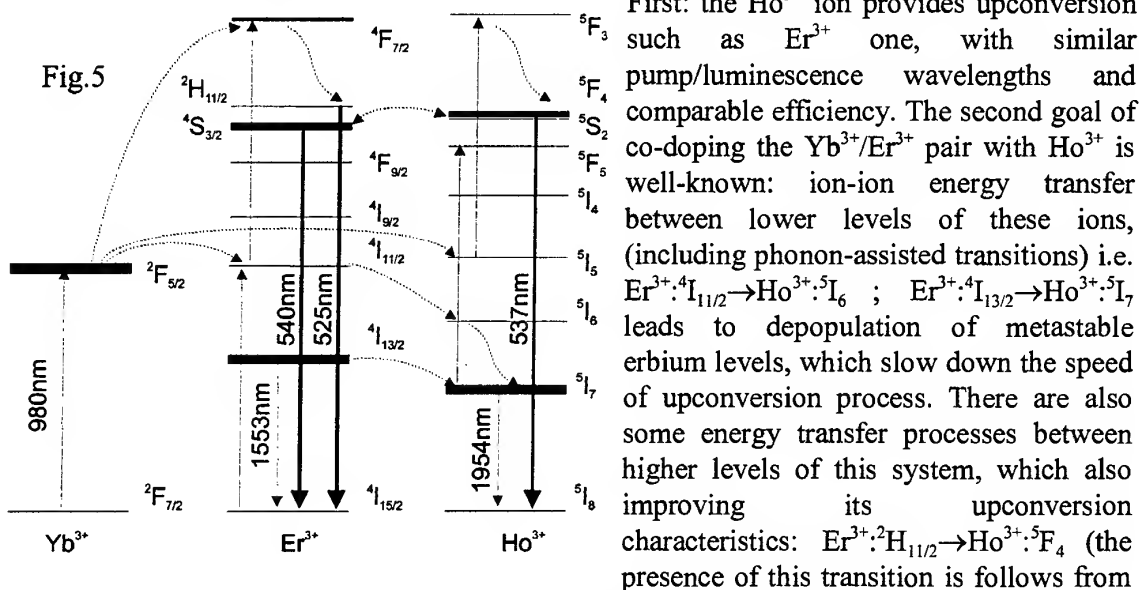 Fig.5
⁴F₇/₂
²H₁₁/₂
⁴S₃/₂
⁴F₉/₂
⁴I₉/₂
⁴I₁₁/₂
²F₅/₂
⁴I₁₃/₂
980nm
1553nm
540nm
525nm
²F₇/₂
⁴I₁₅/₂
Yb³⁺
Er³⁺
⁵F₃
⁵F₄
⁵S₂
⁵F₅
⁵I₄
⁵I₅
⁵I₆
⁵I₇
537nm
1954nm
⁵I₈
Ho³⁺
First: the Ho³⁺ ion provides upconversion
such as Er³⁺ one, with similar
pump/luminescence wavelengths and
comparable efficiency. The second goal of
co-doping the Yb³⁺/Er³⁺ pair with Ho³⁺ is
well-known: ion-ion energy transfer
between lower levels of these ions,
(including phonon-assisted transitions) i.e.
Er³⁺:⁴I₁₁/₂→Ho³⁺:⁵I₆ ; Er³⁺:⁴I₁₃/₂→Ho³⁺:⁵I₇
leads to depopulation of metastable
erbium levels, which slow down the speed
of upconversion process. There are also
some energy transfer processes between
higher levels of this system, which also
improving its upconversion
characteristics: Er³⁺:²H₁₁/₂→Ho³⁺:⁵F₄ (the
presence of this transition is follows from